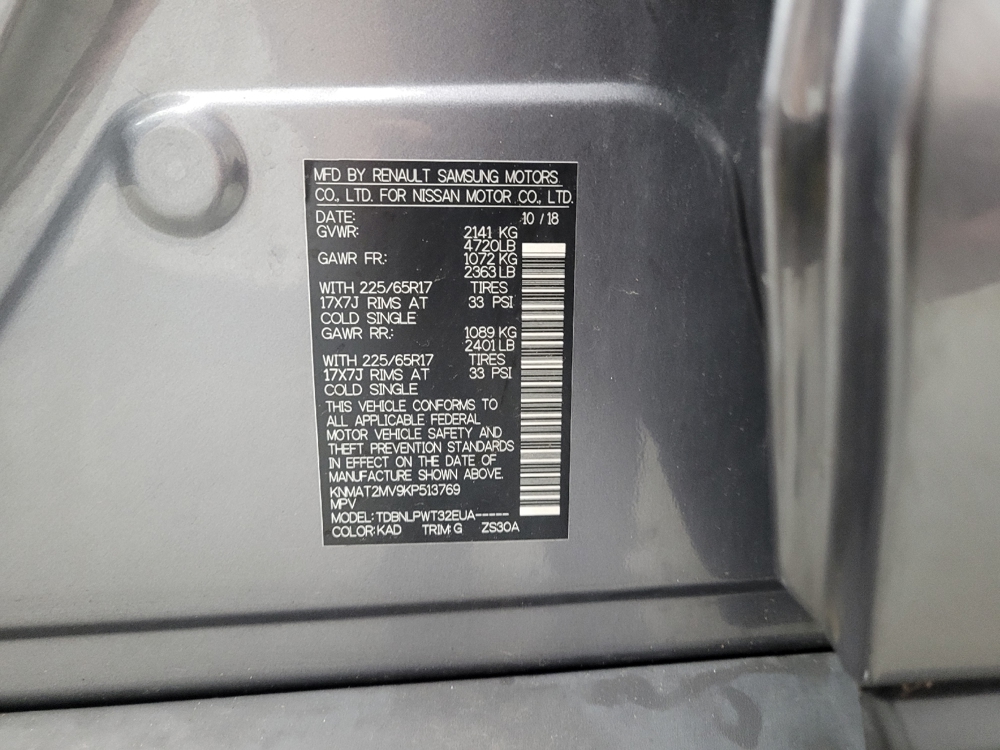 MFD BY RENAULT SAMSUNG MOTORS
CO., LTD. FOR NISSAN MOTOR CO., LTD.
DATE: 10 / 18
GVWR: 2141 KG
4720LB
GAWR FR.: 1072 KG
2363 LB
WITH 225/65R17 TIRES
17X7J RIMS AT 33 PSI
COLD SINGLE
GAWR RR.: 1089 KG
2401 LB
WITH 225/65R17 TIRES
17X7J RIMS AT 33 PSI
COLD SINGLE
THIS VEHICLE CONFORMS TO
ALL APPLICABLE FEDERAL
MOTOR VEHICLE SAFETY AND
THEFT PREVENTION STANDARDS
IN EFFECT ON THE DATE OF
MANUFACTURE SHOWN ABOVE.
KNMAT2MV9KP513769
MPV
MODEL: TDBNLPWT32EUA-----
COLOR: KAD TRIM: G ZS30A